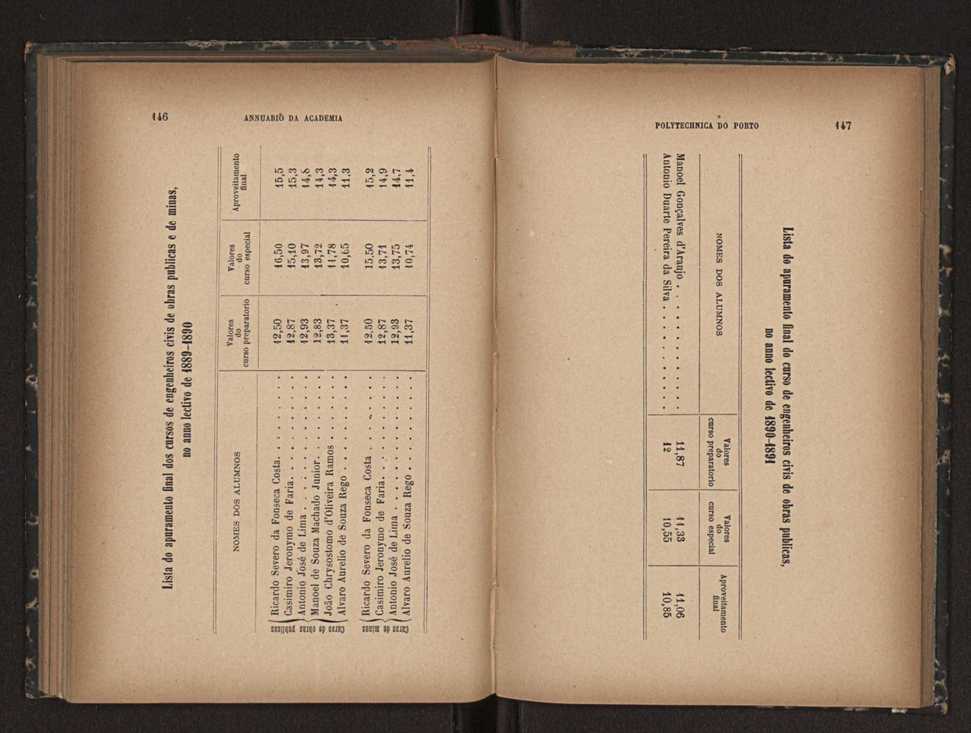 146
ANNUARIO DA ACADEMIA
Lista do apuramento final dos cursos de engenheiros civis de obras publicas e de minas,
no anno lectivo de 1889-1890
NOMES DOS ALUMNOS Valores do curso preparatorio Valores do curso especial Aproveitamento final
Curso de obras publicas
Ricardo Severo da Fonseca Costa. . . . . . . 12,50 16,50 15,5
Casimiro Jeronymo de Faria. . . . . . . . . 12,87 15,10 15,3
Antonio José de Lima . . . . . . . . . . . 12,93 13,97 14,8
Manoel de Souza Machado Junior. . . . . . . 12,83 13,72 14,3
João Chrysostomo d'Oliveira Ramos . . . . . 13,37 11,78 14,3
Alvaro Aurelio de Souza Rego . . . . . . . . 11,37 10,65 11,3
Curso de minas
Ricardo Severo da Fonseca Costa . . . . . . 12,50 15,50 15,2
Casimiro Jeronymo de Faria. . . . . . . . . 12,87 13,71 14,9
Antonio José de Lima . . . . . . . . . . . 12,93 13,75 14,7
Alvaro Aurelio de Souza Rego . . . . . . . . 11,37 10,74 11,4
POLYTECHNICA DO PORTO
147
Lista do apuramento final do curso de engenheiros civis de obras publicas,
no anno lectivo de 1890-1891
NOMES DOS ALUMNOS Valores do curso preparatorio Valores do curso especial Aproveitamento final
Manoel Gonçalves d'Araujo . . . . . . . . . 11,87 11,33 11,06
Antonio Duarte Pereira da Silva . . . . . . . 12 10,55 10,85